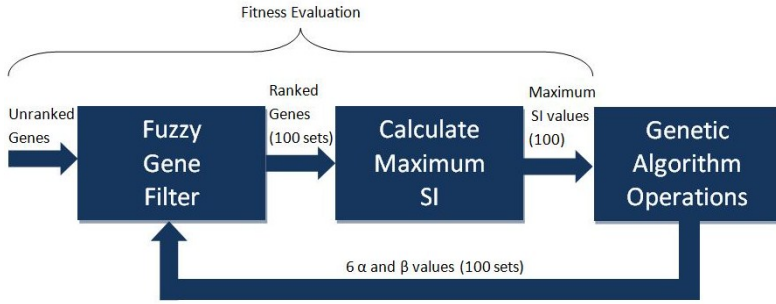 Fitness Evaluation
Unranked
Genes
Fuzzy
Gene
Filter
Ranked
Genes
(100 sets)
Calculate
Maximum
SI
Maximum
SI values
(100)
Genetic
Algorithm
Operations
6 α and β values (100 sets)